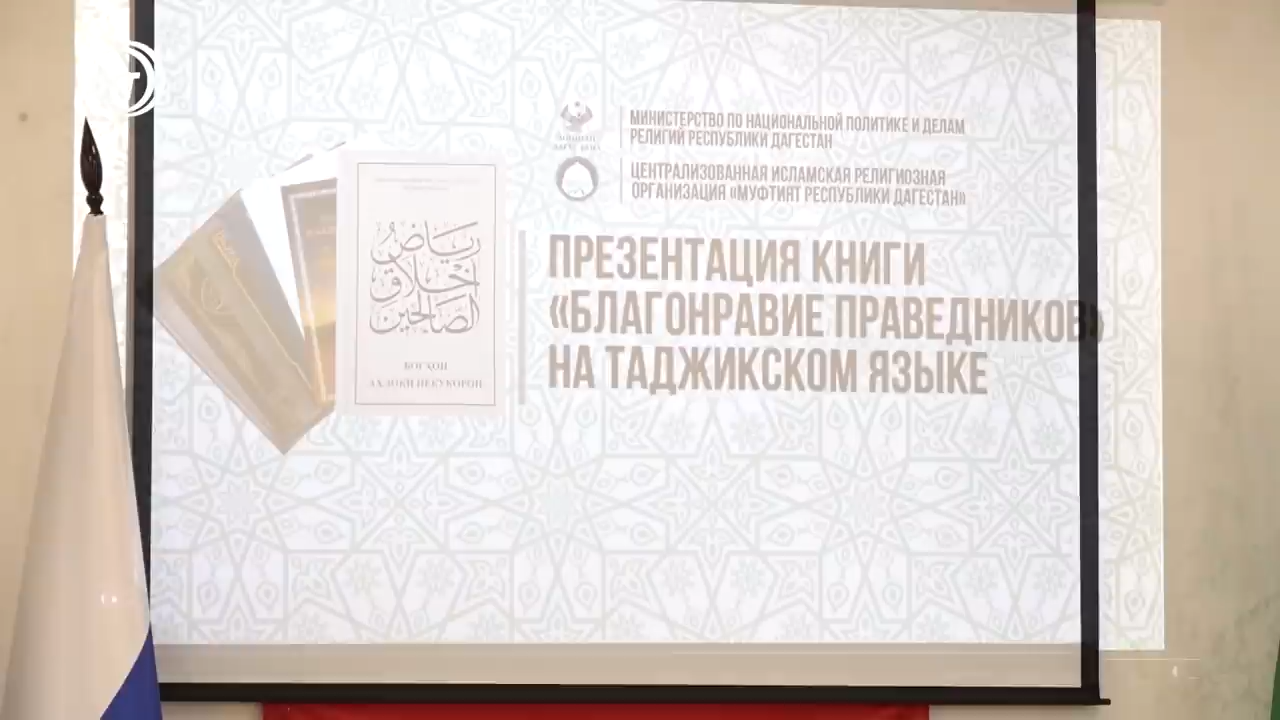 МИНИСТЕРСТВО ПО НАЦИОНАЛЬНОЙ ПОЛИТИКЕ И ДЕЛАМ
РЕЛИГИЙ РЕСПУБЛИКИ ДАГЕСТАН
ЦЕНТРАЛИЗОВАННАЯ ИСЛАМСКАЯ РЕЛИГИОЗНАЯ
ОРГАНИЗАЦИЯ «МУФТИЯТ РЕСПУБЛИКИ ДАГЕСТАН»
ПРЕЗЕНТАЦИЯ КНИГИ
«БЛАГОНРАВИЕ ПРАВЕДНИКОВ»
НА ТАДЖИКСКОМ ЯЗЫКЕ
رياض
أخلاق
الصالحين
БОҒҲОИ
АХЛОҚИ НЕКУКОРОН